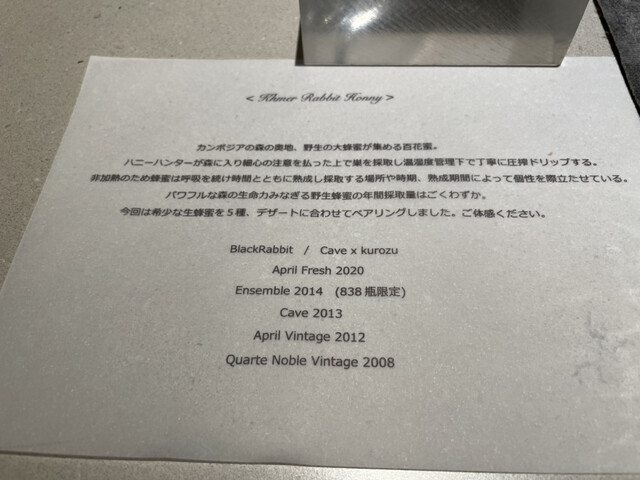 < Khmer Rabbit Honny >
カンボジアの森の奥地、野生の大蜂蜜が集める百花蜜。
ハニーハンターが森に入り細心の注意を払った上で巣を採取し温湿度管理下で丁寧に圧搾ドリップする。
非加熱のため蜂蜜は呼吸を続け時間とともに熟成し採取する場所や時期、熟成期間によって個性を際立たせている。
パワフルな森の生命力みなぎる野生蜂蜜の年間採取量はごくわずか。
今回は希少な生蜂蜜を５種、デザートに合わせてペアリングしました。ご体感ください。
BlackRabbit / Cave x kurozu
April Fresh 2020
Ensemble 2014 (838瓶限定)
Cave 2013
April Vintage 2012
Quarte Noble Vintage 2008